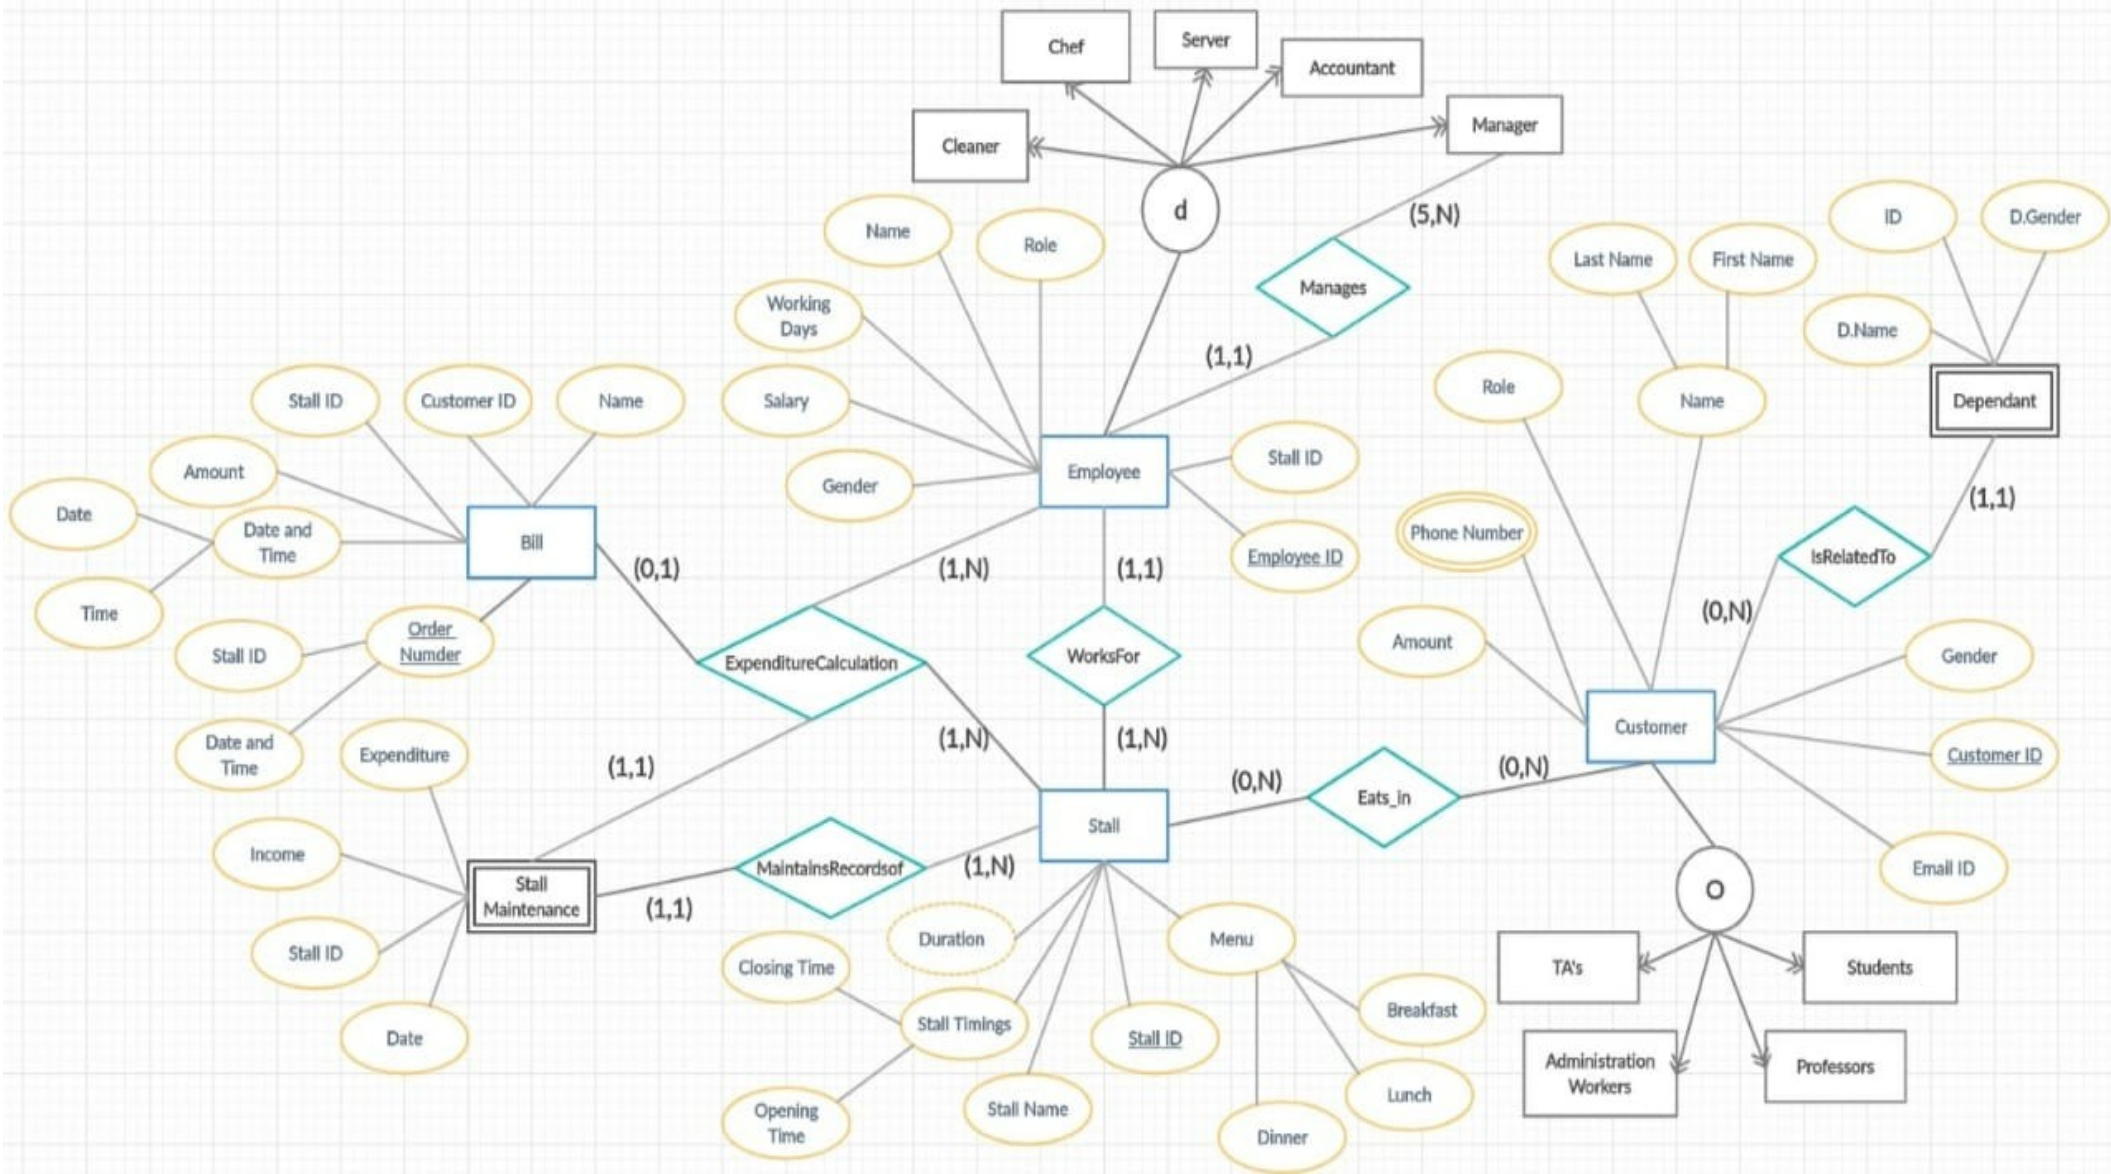 Chef
Server
Accountant
Manager
Cleaner
d
(5,N)
Name
Role
Manages
Last Name
First Name
ID
D.Gender
Working
Days
D.Name
(1,1)
Stall ID
Customer ID
Name
Salary
Role
Name
Dependant
Amount
Gender
Employee
Stall ID
Date
Date and
Time
Bill
Phone Number
(1,1)
Employee ID
IsRelatedTo
(0,1)
(1,N)
(1,1)
Time
(0,N)
Order
Numder
Stall ID
ExpenditureCalculation
WorksFor
Amount
Gender
Date and
Time
Expenditure
(1,1)
(1,N)
(1,N)
Customer
Customer ID
(0,N)
(0,N)
Eats_in
Income
Stall
MaintainsRecordsof
(1,N)
Email ID
Stall
Maintenance
(1,1)
O
Stall ID
Duration
Menu
Closing Time
TA's
Students
Date
Stall Timings
Stall ID
Breakfast
Opening
Time
Stall Name
Lunch
Administration
Workers
Professors
Dinner